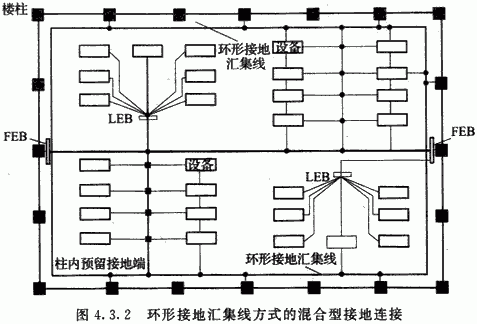 楼柱
环形接地
汇集线
设备
LEB
FEB
FEB
设备
LEB
柱内预留接地端
环形接地汇集线
图 4.3.2 环形接地汇集线方式的混合型接地连接